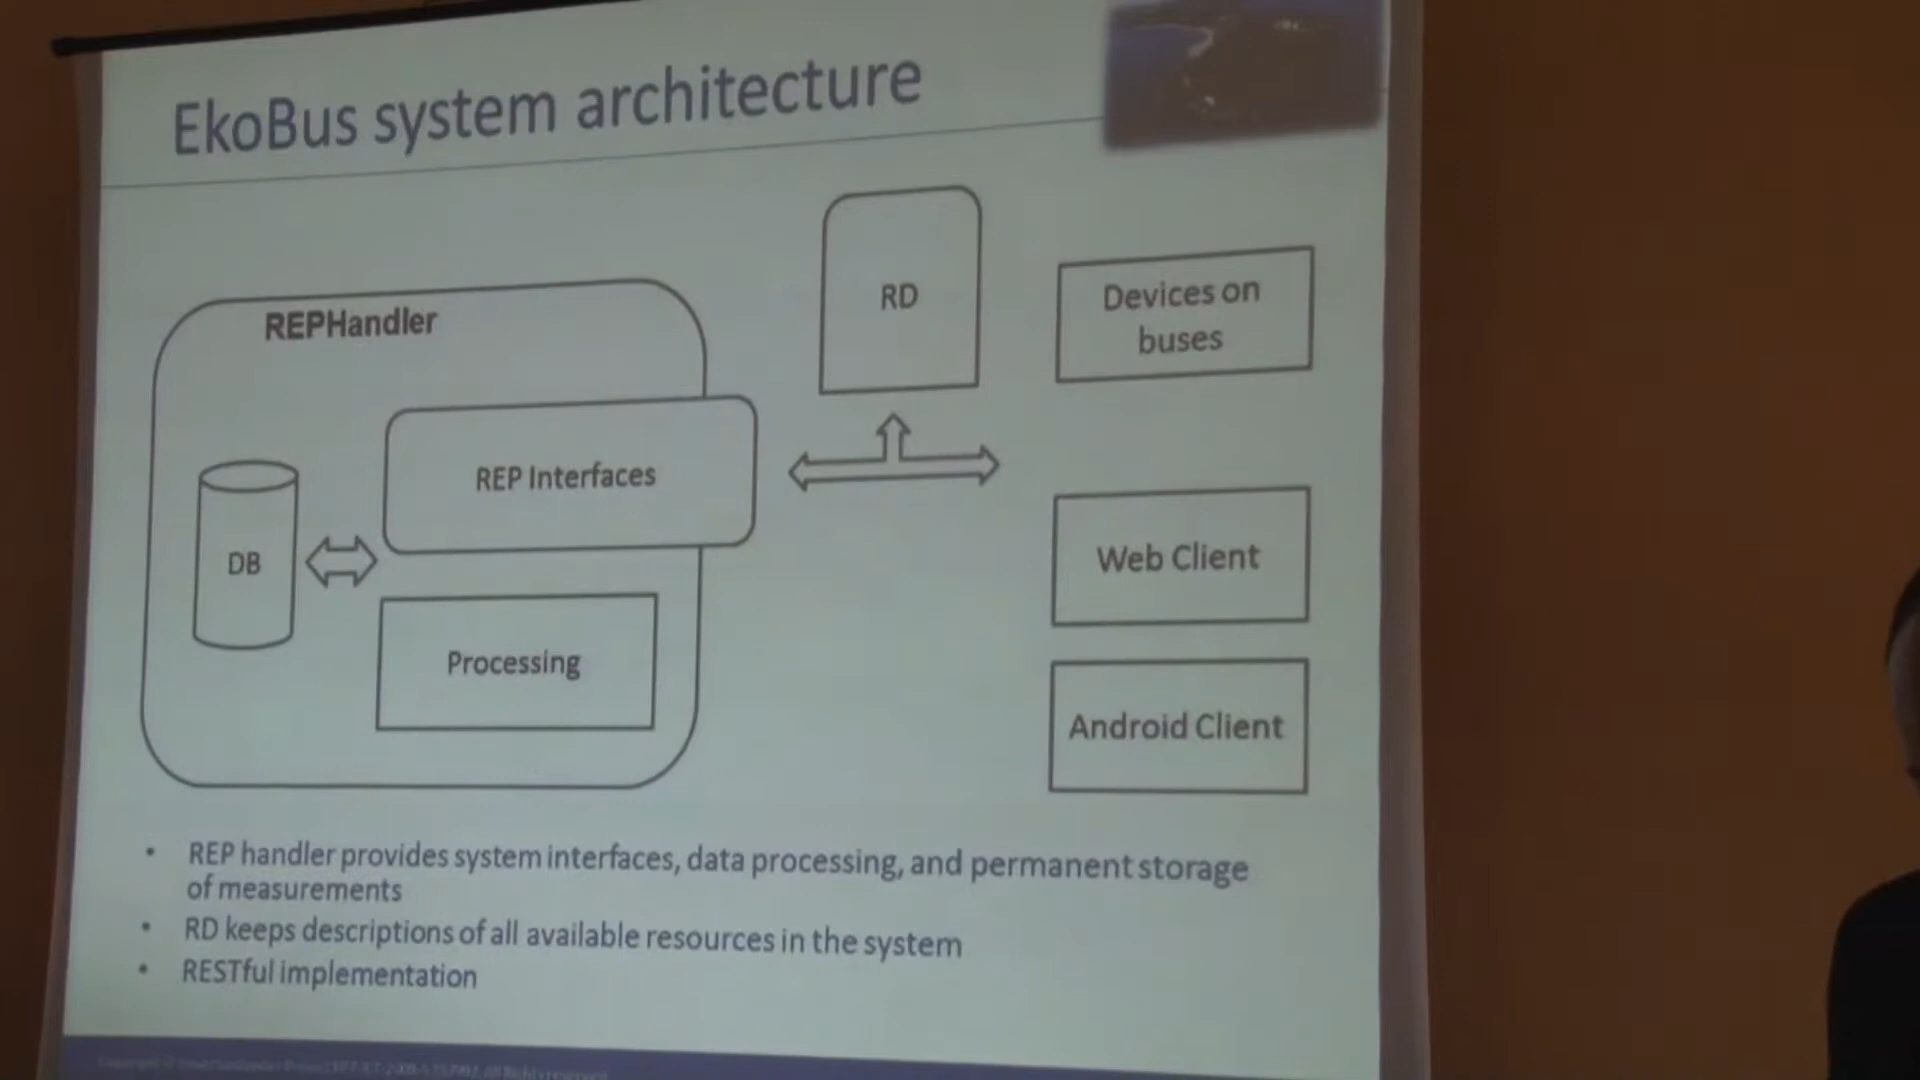 EkoBus system architecture
RD
Devices on
buses
REPHandler
REP Interfaces
DB
Web Client
Processing
Android Client
• REP handler provides system interfaces, data processing, and permanent storage
of measurements
• RD keeps descriptions of all available resources in the system
• RESTful implementation